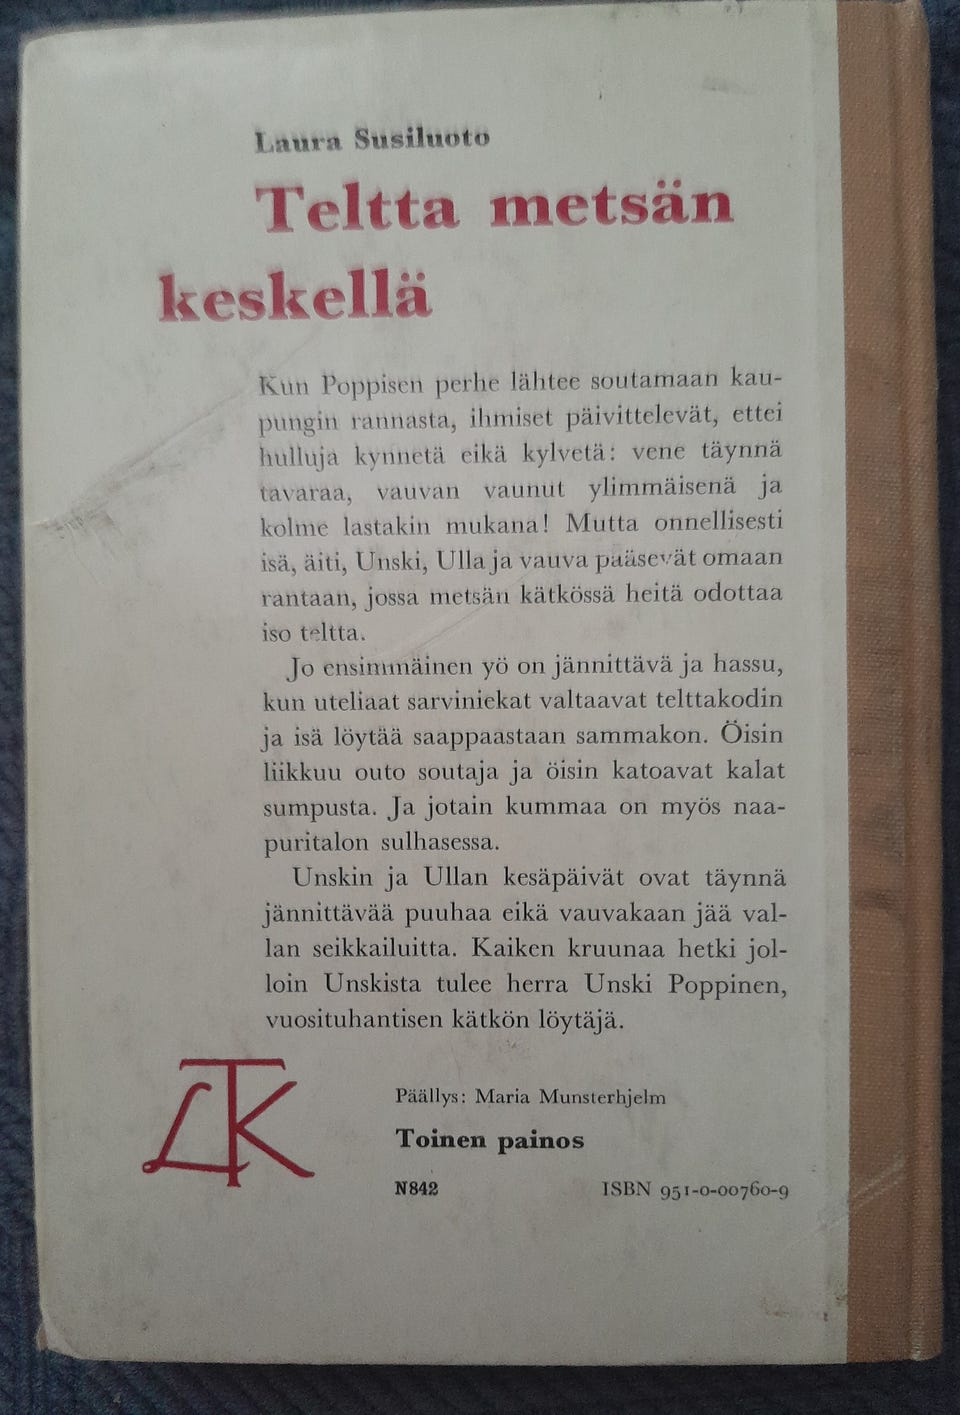 Laura Susiluoto
Teltta metsän
keskellä
Kun Poppisen perhe lähtee soutamaan kau-
pungin rannasta, ihmiset päivittelevät, ettei
hulluja kynnetä eikä kylvetä: vene täynnä
tavaraa, vauvan vaunut ylimmäisenä ja
kolme lastakin mukana! Mutta onnellisesti
isä, äiti, Unski, Ulla ja vauva pääsevät omaan
rantaan, jossa metsän kätkössä heitä odottaa
iso teltta.
Jo ensimmäinen yö on jännittävä ja hassu,
kun uteliaat sarviniekat valtaavat telttakodin
ja isä löytää saappaastaan sammakon. Öisin
liikkuu outo soutaja ja öisin katoavat kalat
sumpusta. Ja jotain kummaa on myös naa-
puritalon sulhasessa.
Unskin ja Ullan kesäpäivät ovat täynnä
jännittävää puuhaa eikä vauvakaan jää val-
lan seikkailuitta. Kaiken kruunaa hetki jol-
loin Unskista tulee herra Unski Poppinen,
vuosituhantisen kätkön löytäjä.
LTK
Päällys: Maria Munsterhjelm
Toinen painos
N842 ISBN 951-0-00760-9